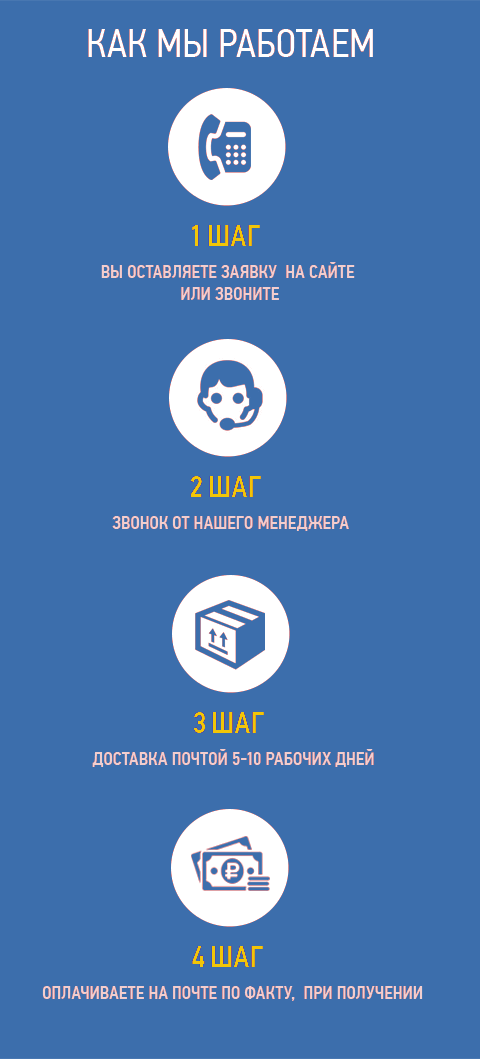 КАК МЫ РАБОТАЕМ
1 ШАГ
ВЫ ОСТАВЛЯЕТЕ ЗАЯВКУ  НА САЙТЕ
ИЛИ ЗВОНИТЕ
2 ШАГ
ЗВОНОК ОТ НАШЕГО МЕНЕДЖЕРА
3 ШАГ
ДОСТАВКА ПОЧТОЙ 5-10 РАБОЧИХ ДНЕЙ
₽
4 ШАГ
ОПЛАЧИВАЕТЕ НА ПОЧТЕ ПО ФАКТУ,  ПРИ ПОЛУЧЕНИИ